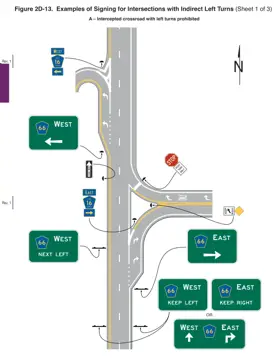 Figure 2D-13. Examples of Signing for Intersections with Indirect Left Turns (Sheet 1 of 3)
A – Intercepted crossroad with left turns prohibited
WEST
16
N
66 WEST
STOP
EAST
16
66 WEST
NEXT LEFT
66 EAST
66 WEST
KEEP LEFT
66 EAST
KEEP RIGHT
OR
WEST 66 EAST